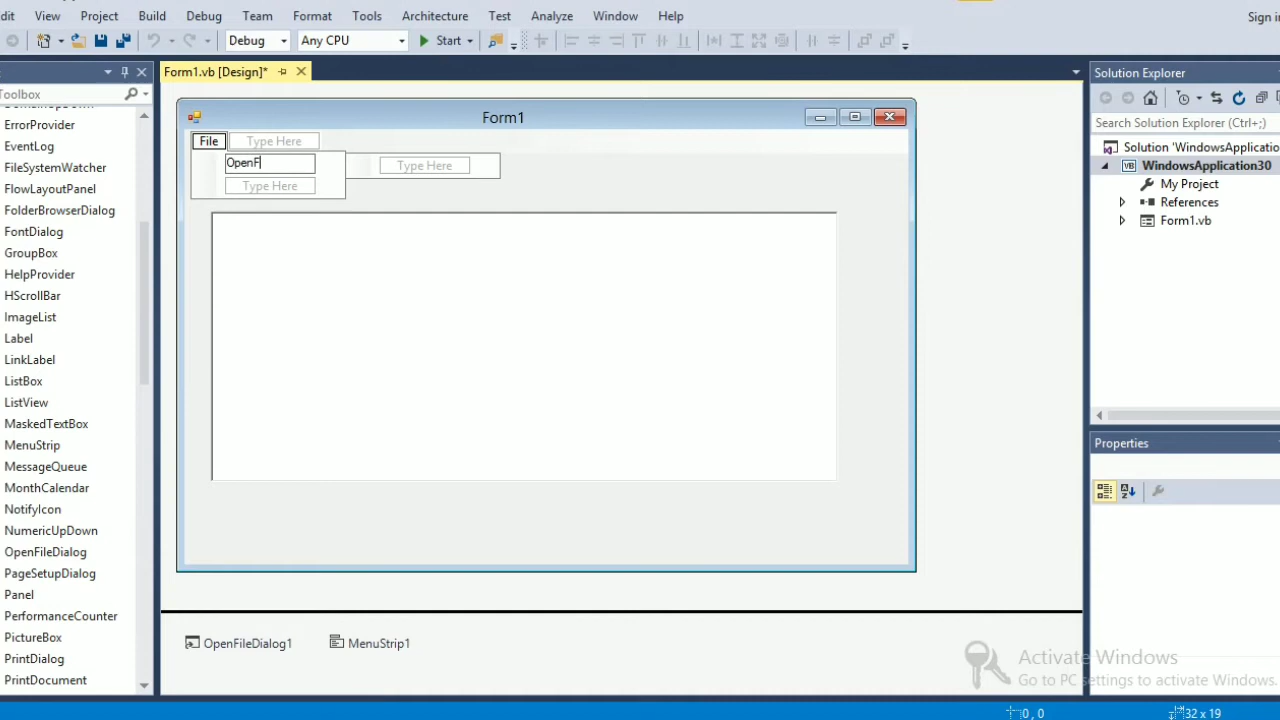 dit View Project Build Debug Team Format Tools Architecture Test Analyze Window Help
Sign i
Debug Any CPU Start
Toolbox
ErrorProvider
EventLog
FileSystemWatcher
FlowLayoutPanel
FolderBrowserDialog
FontDialog
GroupBox
HelpProvider
HScrollBar
ImageList
Label
LinkLabel
ListBox
ListView
MaskedTextBox
MenuStrip
MessageQueue
MonthCalendar
NotifyIcon
NumericUpDown
OpenFileDialog
PageSetupDialog
Panel
PerformanceCounter
PictureBox
PrintDialog
PrintDocument
Form1.vb [Design]*
Form1
File Type Here
OpenF
Type Here
Type Here
OpenFileDialog1 MenuStrip1
Solution Explorer
Search Solution Explorer (Ctrl+;)
Solution 'WindowsApplicatio
WindowsApplication30
My Project
References
Form1.vb
Properties
Activate Windows
Go to PC settings to activate Windows.
0, 0 32 x 19